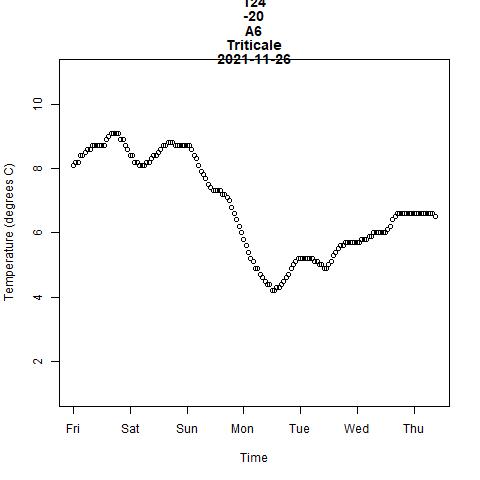 124
-20
A6
Triticale
2021-11-26
Temperature (degrees C)
10
8
6
4
2
Fri Sat Sun Mon Tue Wed Thu
Time